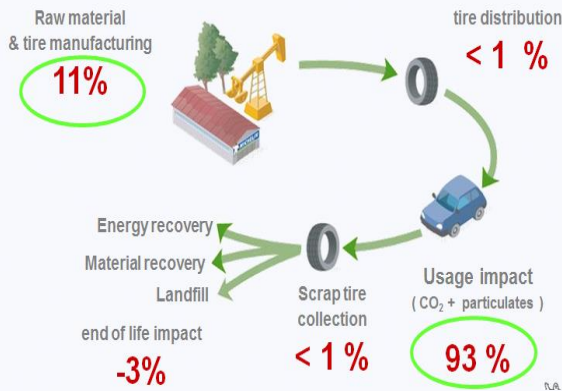 Raw material
& tire manufacturing
11%
tire distribution
< 1 %
Energy recovery
Material recovery
Landfill
end of life impact
-3%
Scrap tire
collection
< 1 %
Usage impact
( CO₂ + particulates )
93 %